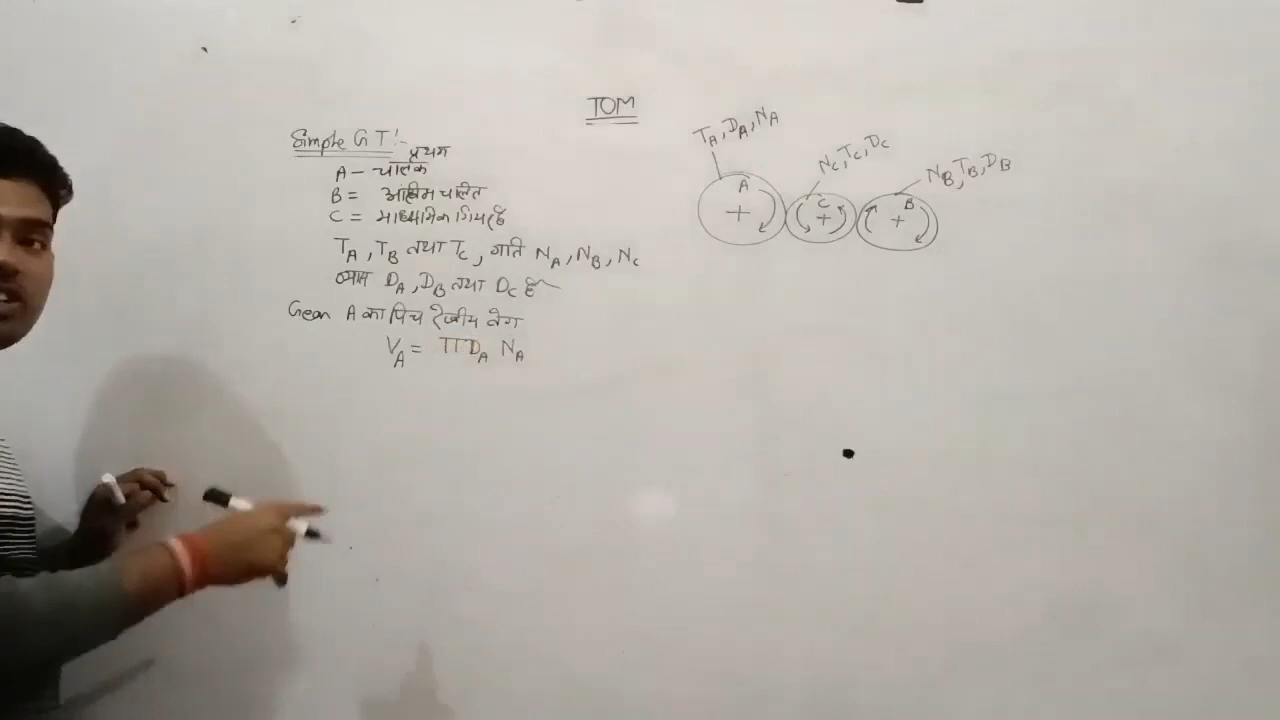 TOM
Simple G T:-
प्रथम
A - चालक
B = अंतिम चालित
C = माध्यमिक गियर है
TA, TB तथा TC, गति NA, NB, NC
व्यास DA, DB तथा DC है
Gear A का पिच रेखीय वेग
VA = πDA NA
TA, DA, NA
NC, TC, DC
NB, TB, DB
A
C
B